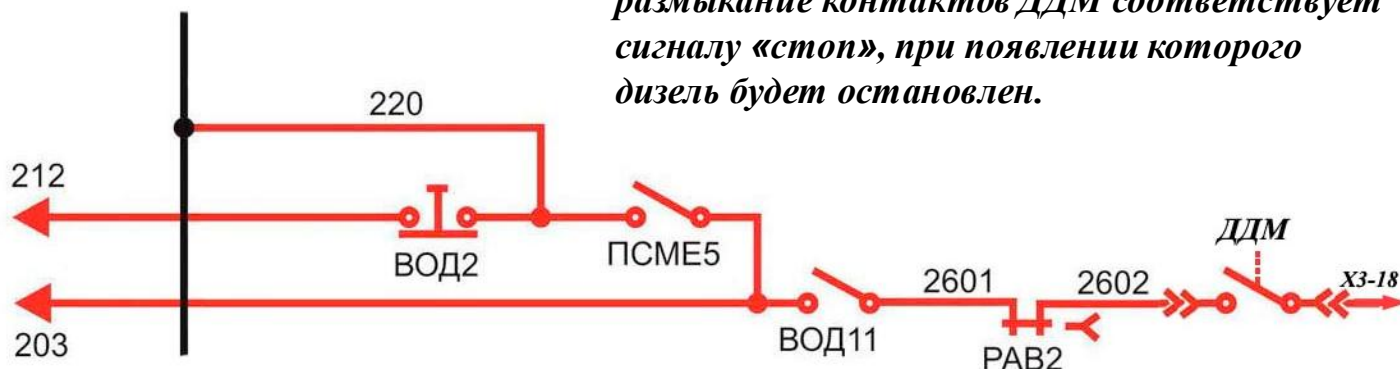 размыкание контактов ДДМ соответствует
сигналу «стоп», при появлении которого
дизель будет остановлен.
220
212
ВОД2
ПСМЕ5
ДДМ
2601
2602
Х3-18
203
ВОД11
РАВ2